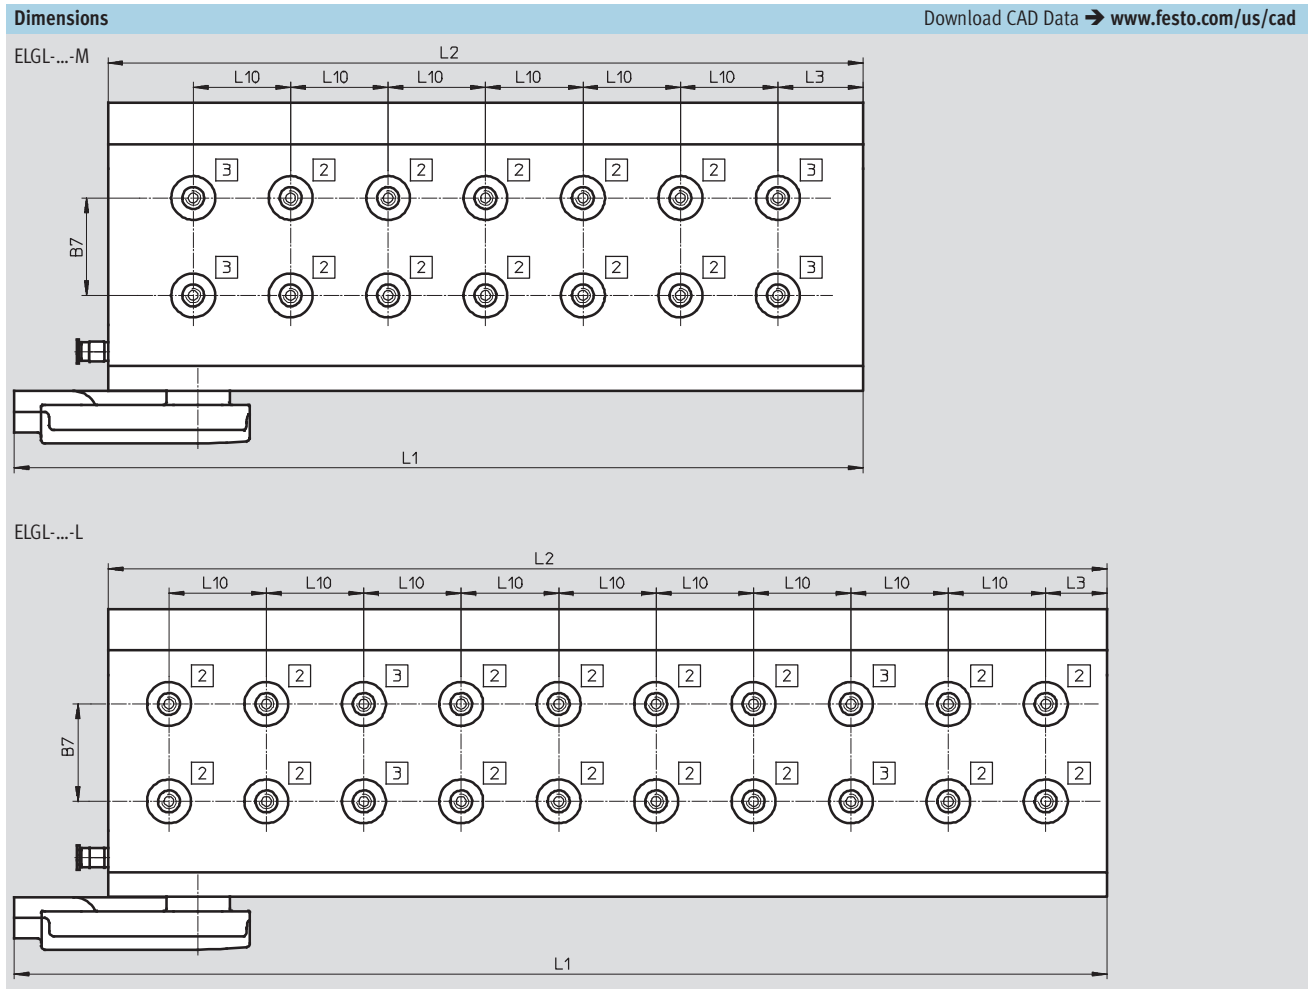 Dimensions Download CAD Data ➔ www.festo.com/us/cad
ELGL-...-M
L2
L10 L10 L10 L10 L10 L10 L3
3 2 2 2 2 2 3
B7
3 2 2 2 2 2 3
L1
ELGL-...-L
L2
L10 L10 L10 L10 L10 L10 L10 L10 L10 L3
2 2 3 2 2 2 2 3 2 2
B7
2 2 3 2 2 2 2 3 2 2
L1